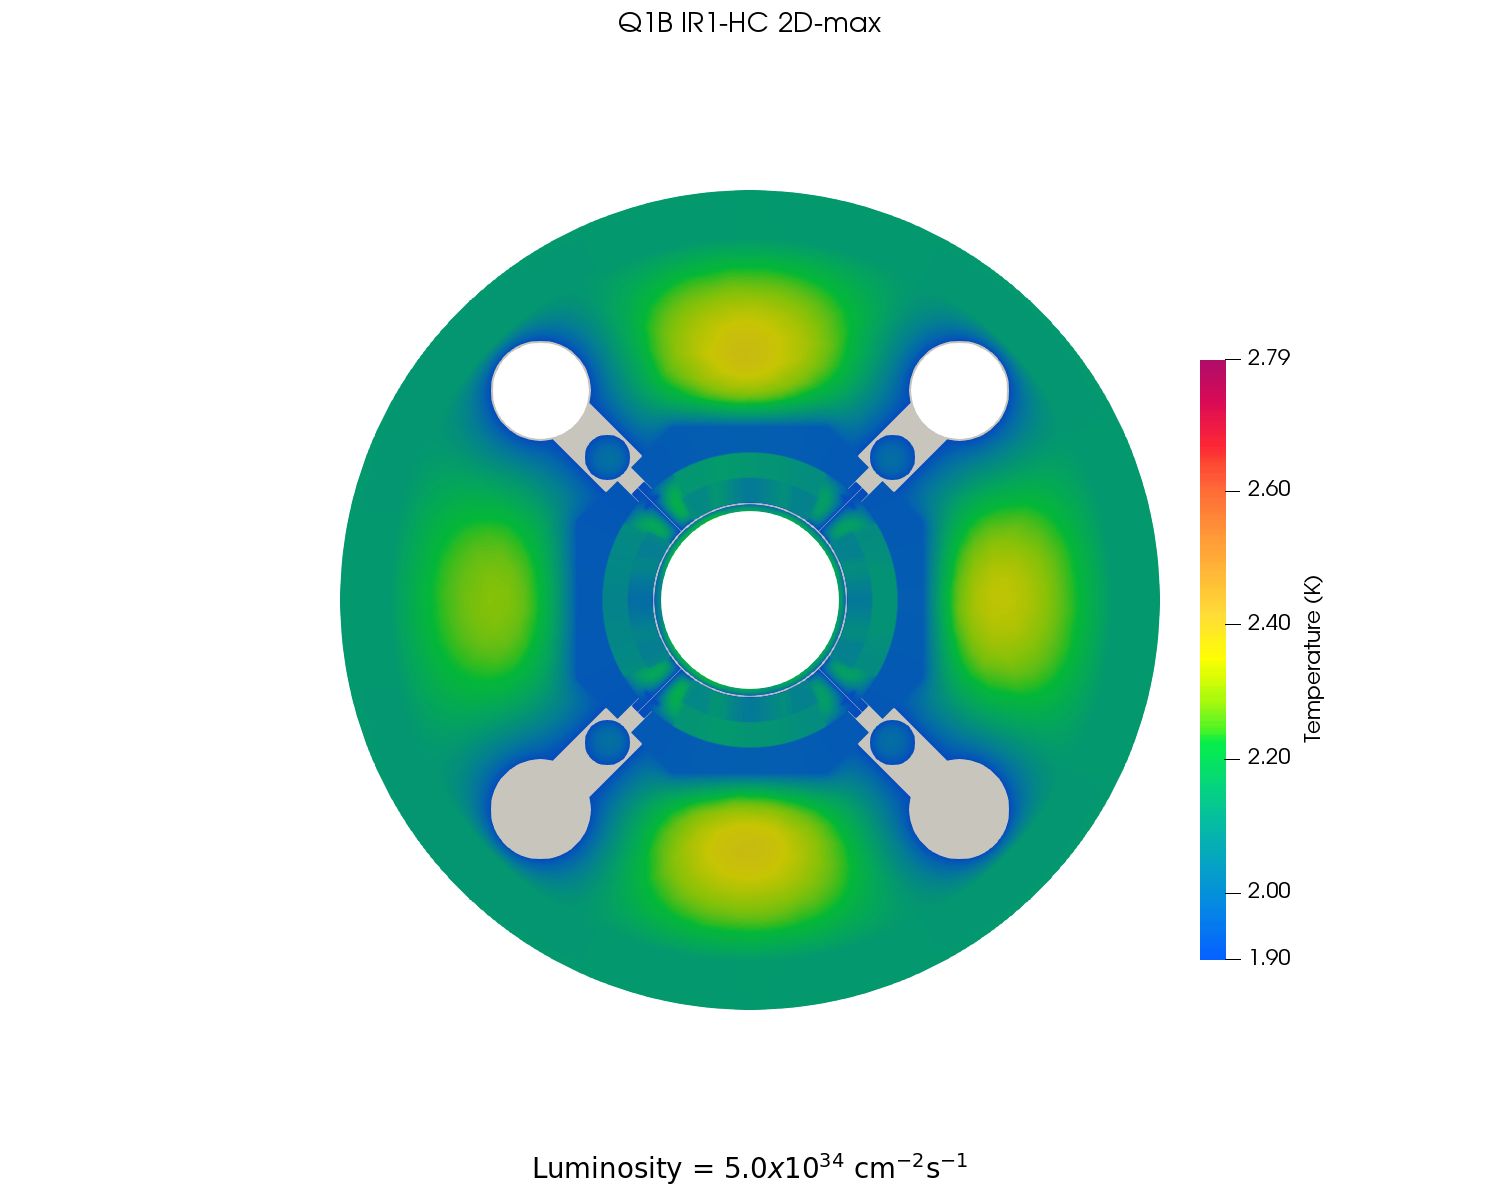 Q1B IR1-HC 2D-max
2.79
2.60
2.40
2.20
2.00
1.90
Temperature (K)
Luminosity = 5.0x10³⁴ cm⁻²s⁻¹